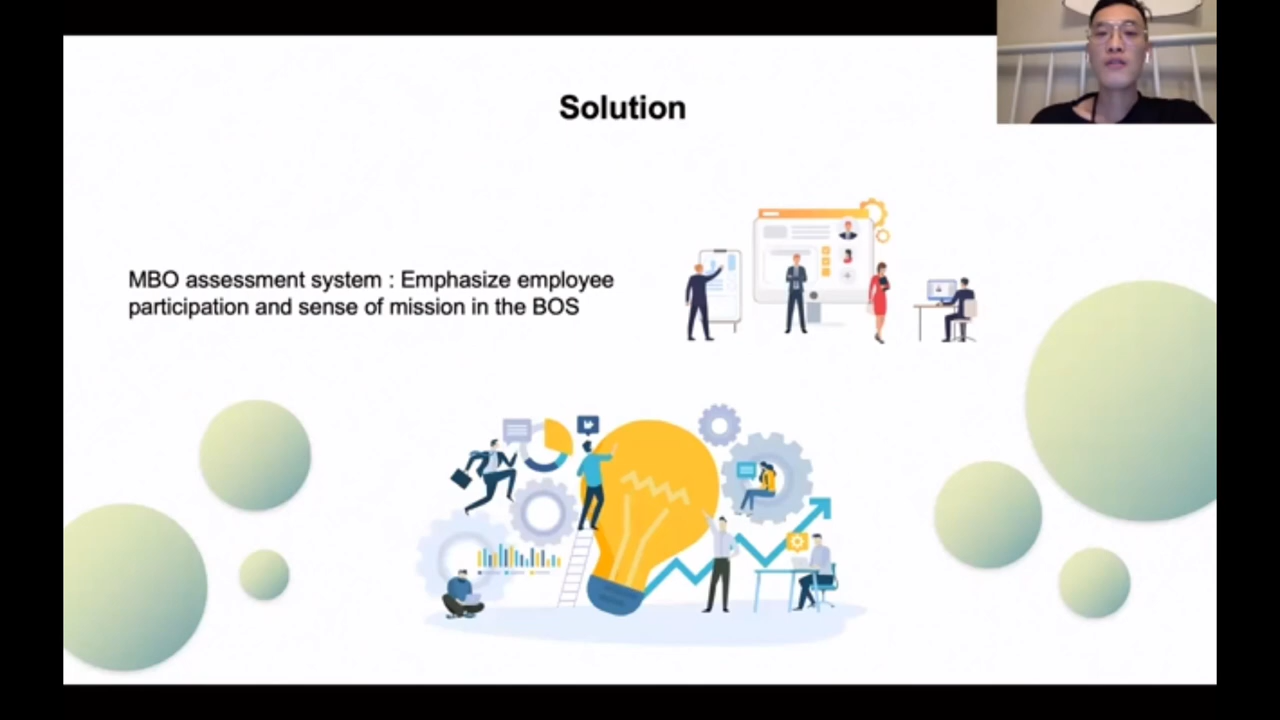 Solution
MBO assessment system : Emphasize employee
participation and sense of mission in the BOS